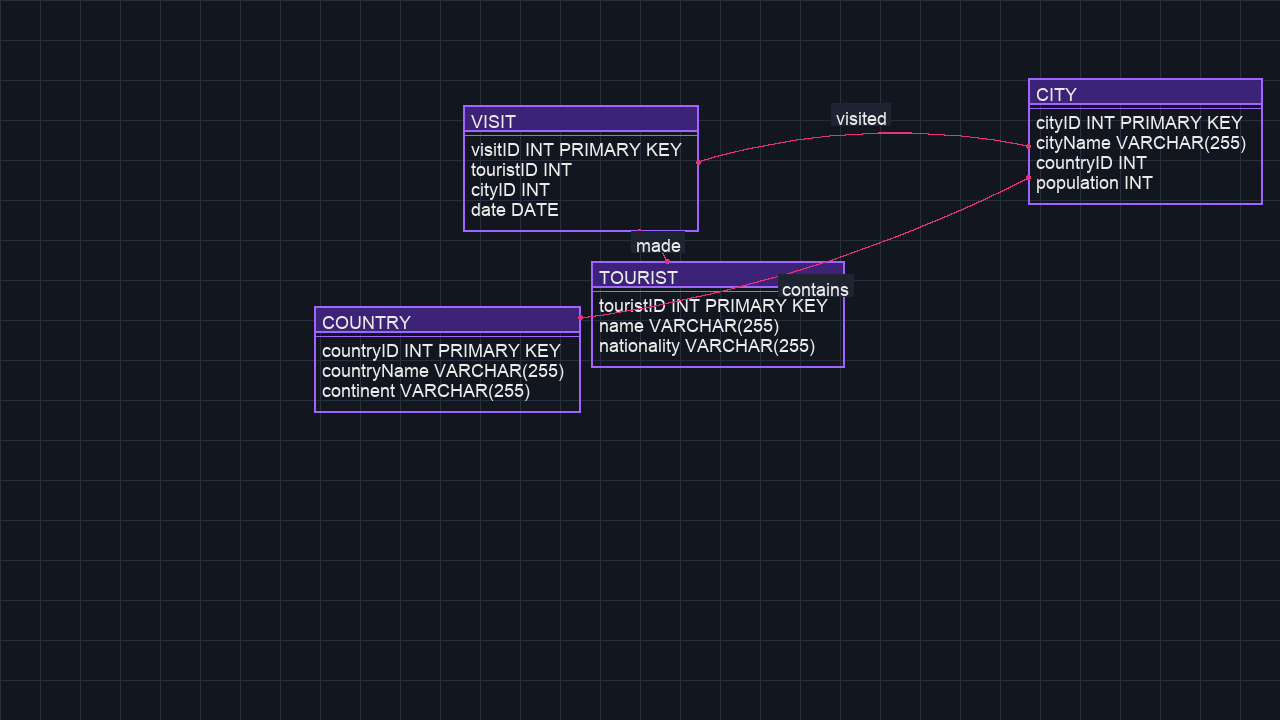 VISIT
visitID INT PRIMARY KEY
touristID INT
cityID INT
date DATE
visited
CITY
cityID INT PRIMARY KEY
cityName VARCHAR(255)
countryID INT
population INT
made
TOURIST
touristID INT PRIMARY KEY
name VARCHAR(255)
nationality VARCHAR(255)
contains
COUNTRY
countryID INT PRIMARY KEY
countryName VARCHAR(255)
continent VARCHAR(255)